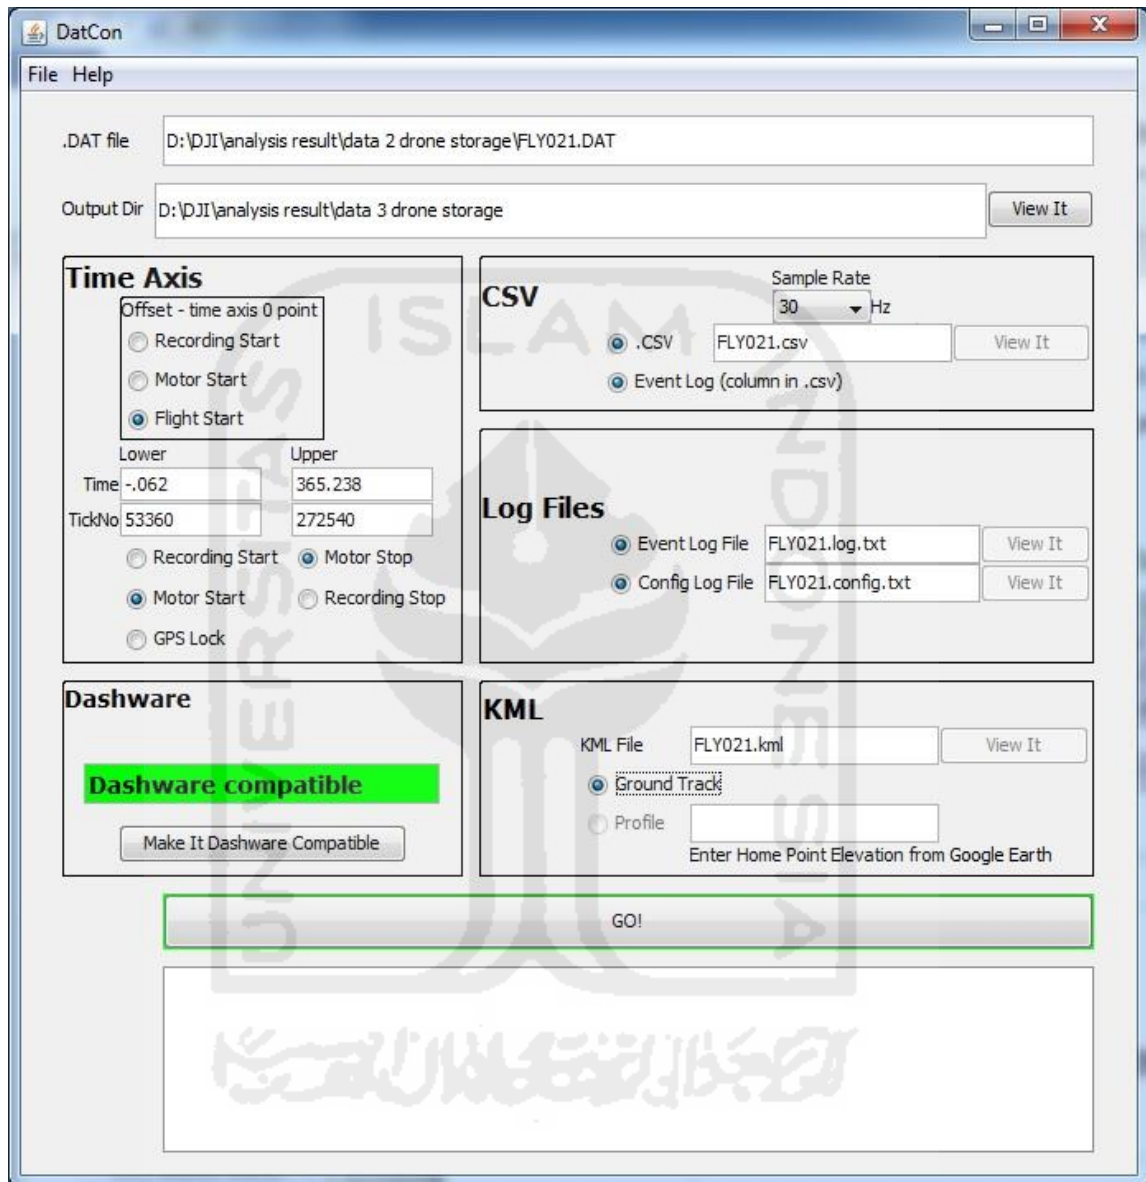 DatCon
File Help
.DAT file D:\DJI\analysis result\data 2 drone storage\FLY021.DAT
Output Dir D:\DJI\analysis result\data 3 drone storage View It
Time Axis
Offset - time axis 0 point
Recording Start
Motor Start
Flight Start
Lower Upper
Time -.062 365.238
TickNo 53360 272540
Recording Start Motor Stop
Motor Start Recording Stop
GPS Lock
CSV
Sample Rate
30 Hz
.CSV FLY021.csv View It
Event Log (column in .csv)
Log Files
Event Log File FLY021.log.txt View It
Config Log File FLY021.config.txt View It
Dashware
Dashware compatible
Make It Dashware Compatible
KML
KML File FLY021.kml View It
Ground Track
Profile
Enter Home Point Elevation from Google Earth
GO!
UNIVERSITAS
ISLAM
INDONESIA